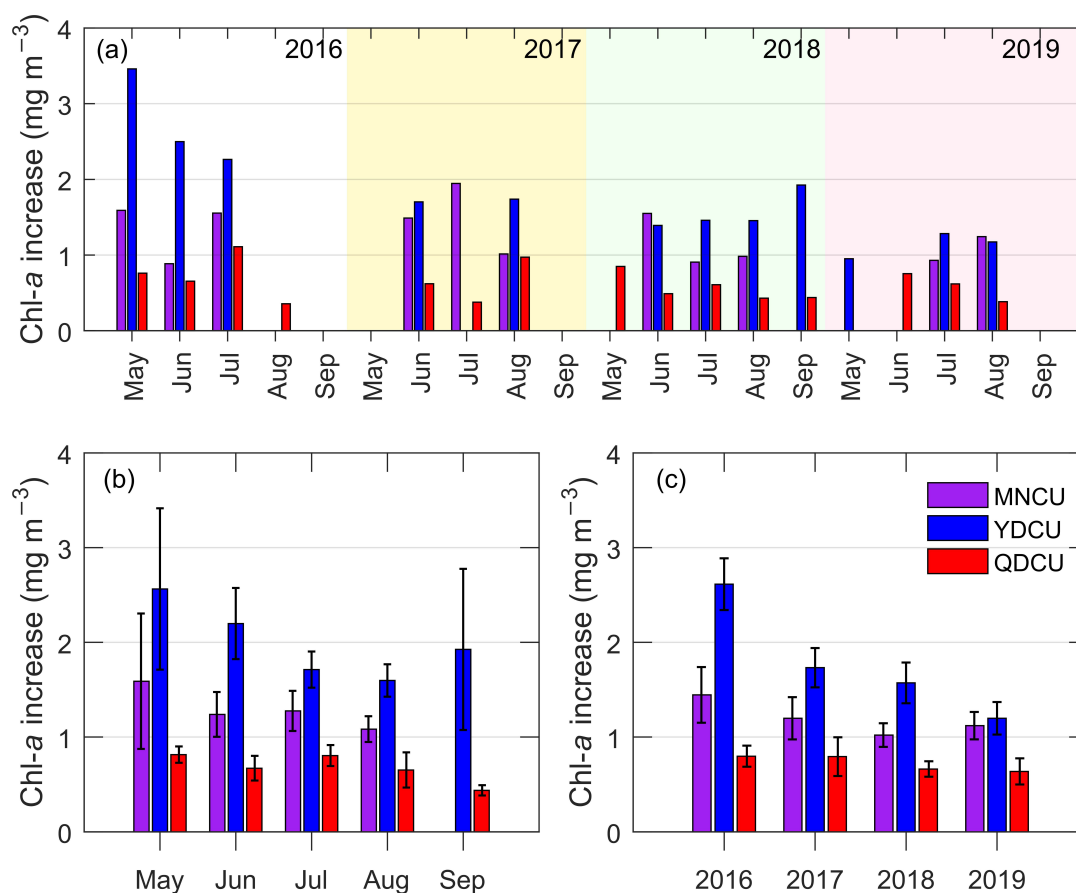 (a) 2016 2017 2018 2019
Chl-a increase (mg m⁻³)
4
3
2
1
0
May Jun Jul Aug Sep May Jun Jul Aug Sep May Jun Jul Aug Sep May Jun Jul Aug Sep
(b)
Chl-a increase (mg m⁻³)
4
3
2
1
0
May Jun Jul Aug Sep
(c)
Chl-a increase (mg m⁻³)
4
3
2
1
0
MNCU
YDCU
QDCU
2016 2017 2018 2019